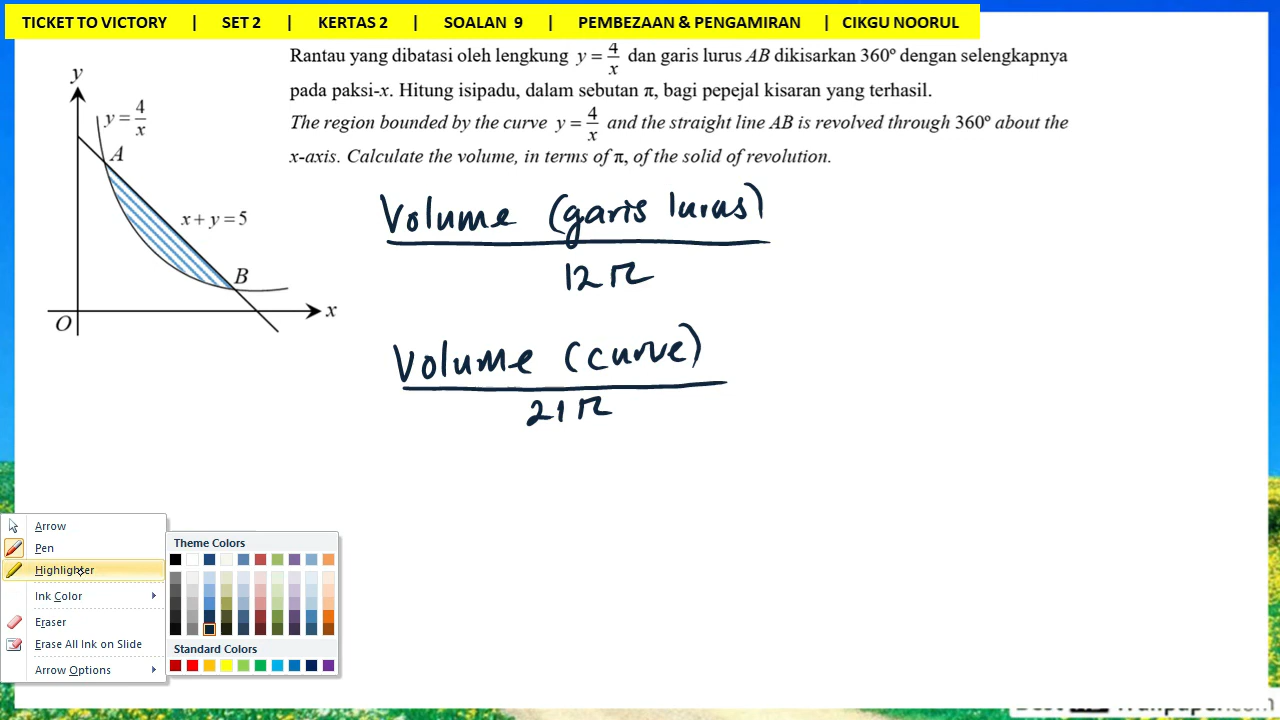 TICKET TO VICTORY | SET 2 | KERTAS 2 | SOALAN 9 | PEMBEZAAN & PENGAMIRAN | CIKGU NOORUL
Rantau yang dibatasi oleh lengkung y = 4/x dan garis lurus AB dikisarkan 360° dengan selengkapnya
pada paksi-x. Hitung isipadu, dalam sebutan π, bagi pepejal kisaran yang terhasil.
The region bounded by the curve y = 4/x and the straight line AB is revolved through 360° about the
x-axis. Calculate the volume, in terms of π, of the solid of revolution.
y
y = 4/x
A
x + y = 5
B
O
x
Volume (garis lurus)
12π
Volume (curve)
21π
Arrow
Pen
Highlighter
Ink Color
Eraser
Erase All Ink on Slide
Arrow Options
Theme Colors
Standard Colors